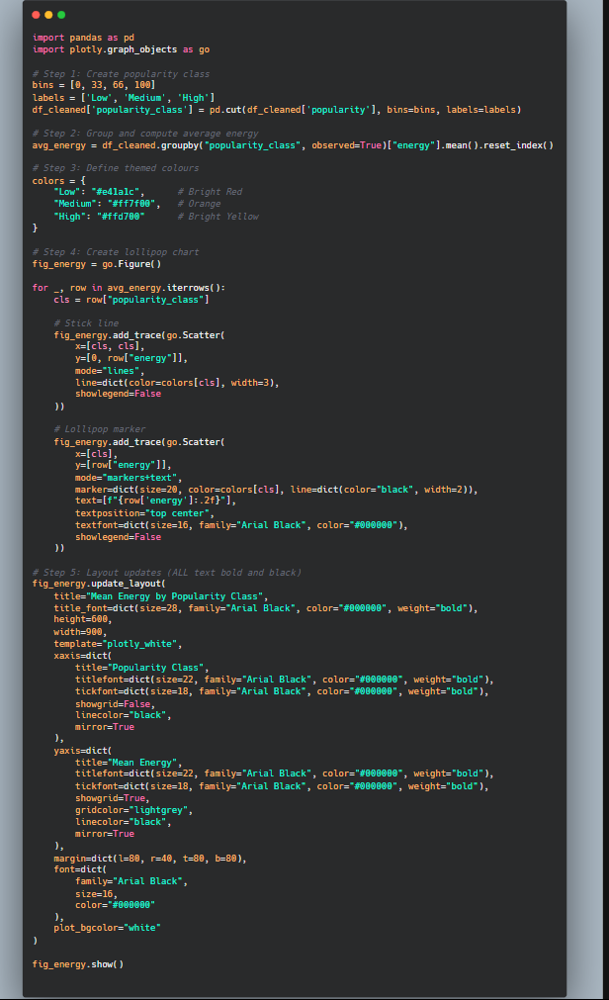 import pandas as pd
import plotly.graph_objects as go

# Step 1: Create popularity class
bins = [0, 33, 66, 100]
labels = ['Low', 'Medium', 'High']
df_cleaned['popularity_class'] = pd.cut(df_cleaned['popularity'], bins=bins, labels=labels)

# Step 2: Group and compute average energy
avg_energy = df_cleaned.groupby("popularity_class", observed=True)["energy"].mean().reset_index()

# Step 3: Define themed colours
colors = {
    "Low": "#e41a1c",      # Bright Red
    "Medium": "#ff7f00",   # Orange
    "High": "#ffd700"      # Bright Yellow
}

# Step 4: Create lollipop chart
fig_energy = go.Figure()

for _, row in avg_energy.iterrows():
    cls = row["popularity_class"]

    # Stick line
    fig_energy.add_trace(go.Scatter(
        x=[cls, cls],
        y=[0, row["energy"]],
        mode="lines",
        line=dict(color=colors[cls], width=3),
        showlegend=False
    ))

    # Lollipop marker
    fig_energy.add_trace(go.Scatter(
        x=[cls],
        y=[row["energy"]],
        mode="markers+text",
        marker=dict(size=20, color=colors[cls], line=dict(color="black", width=2)),
        text=[f"{row['energy']:.2f}"],
        textposition="top center",
        textfont=dict(size=16, family="Arial Black", color="#000000"),
        showlegend=False
    ))

# Step 5: Layout updates (ALL text bold and black)
fig_energy.update_layout(
    title="Mean Energy by Popularity Class",
    title_font=dict(size=28, family="Arial Black", color="#000000", weight="bold"),
    height=600,
    width=900,
    template="plotly_white",
    xaxis=dict(
        title="Popularity Class",
        titlefont=dict(size=22, family="Arial Black", color="#000000", weight="bold"),
        tickfont=dict(size=18, family="Arial Black", color="#000000", weight="bold"),
        showgrid=False,
        linecolor="black",
        mirror=True
    ),
    yaxis=dict(
        title="Mean Energy",
        titlefont=dict(size=22, family="Arial Black", color="#000000", weight="bold"),
        tickfont=dict(size=18, family="Arial Black", color="#000000", weight="bold"),
        showgrid=True,
        gridcolor="lightgrey",
        linecolor="black",
        mirror=True
    ),
    margin=dict(l=80, r=40, t=80, b=80),
    font=dict(
        family="Arial Black",
        size=16,
        color="#000000"
    ),
    plot_bgcolor="white"
)

fig_energy.show()